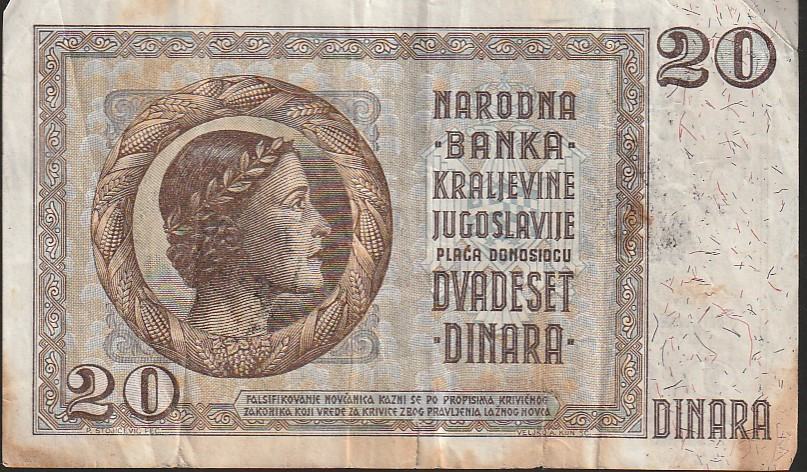 20
NARODNA
·BANKA·
KRALJEVINE
JUGOSLAVIJE
PLAĆA DONOSIOCU
DVADESET
·DINARA·
20
FALSIFIKOVANJE NOVČANICA KAZNI SE PO PROPISIMA KRIVIČNOG
ZAKONIKA KOJI VREDE ZA KRIVICE ZBOG PRAVLJENJA LAŽNOG NOVCA
DINARA
P. STOJIĆEVIĆ